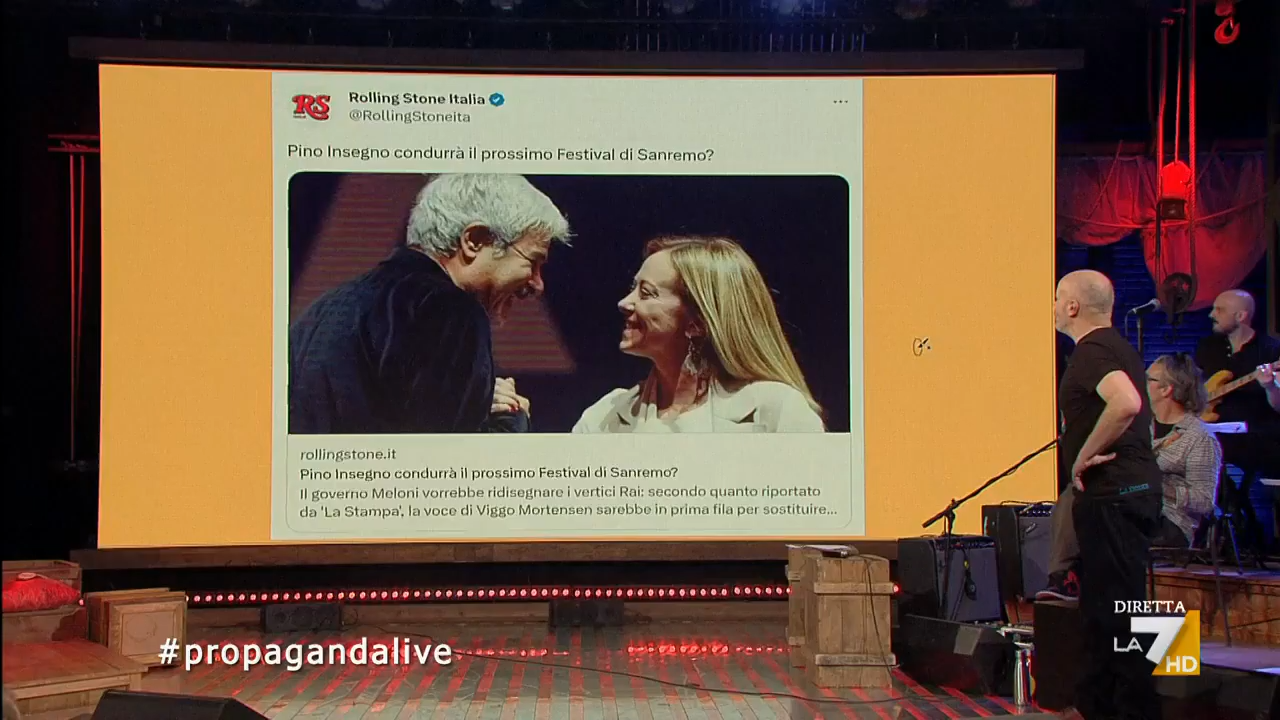 RS
Rolling Stone Italia
@RollingStoneita
Pino Insegno condurrà il prossimo Festival di Sanremo?
rollingstone.it
Pino Insegno condurrà il prossimo Festival di Sanremo?
Il governo Meloni vorrebbe ridisegnare i vertici Rai: secondo quanto riportato
da 'La Stampa', la voce di Viggo Mortensen sarebbe in prima fila per sostituire...
#propagandalive
DIRETTA
LA 7 HD